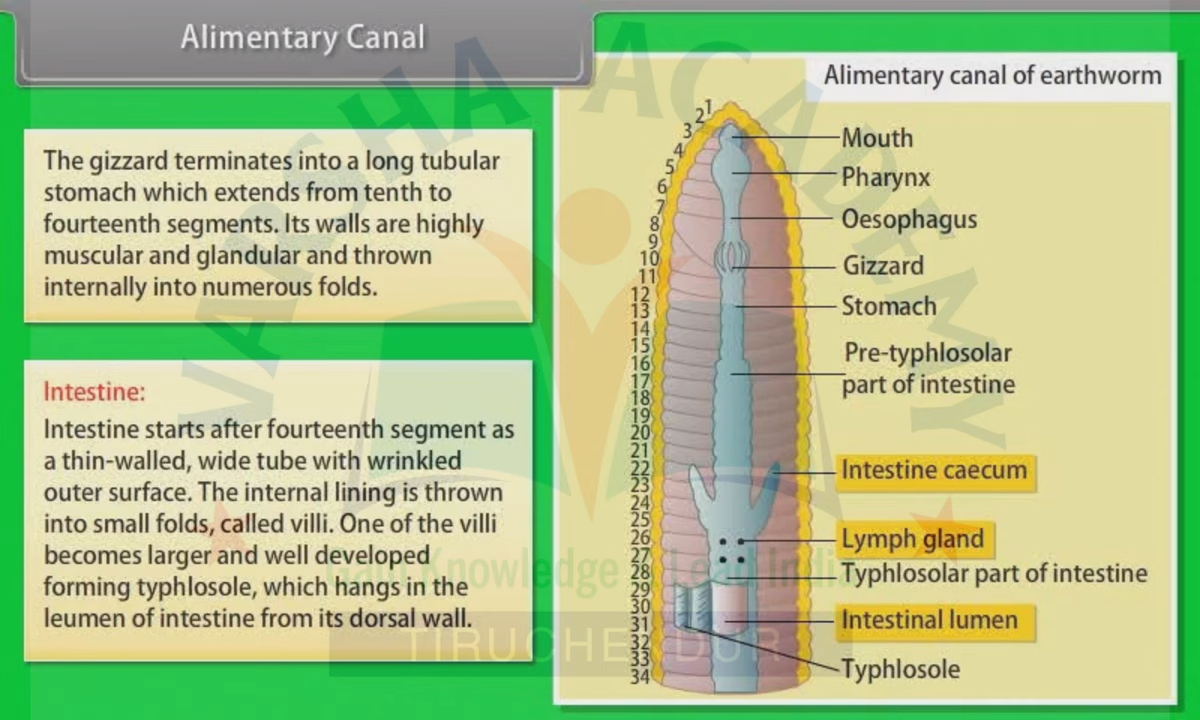 Alimentary Canal
The gizzard terminates into a long tubular
stomach which extends from tenth to
fourteenth segments. Its walls are highly
muscular and glandular and thrown
internally into numerous folds.
Intestine:
Intestine starts after fourteenth segment as
a thin-walled, wide tube with wrinkled
outer surface. The internal lining is thrown
into small folds, called villi. One of the villi
becomes larger and well developed
forming typhlosole, which hangs in the
leumen of intestine from its dorsal wall.
Alimentary canal of earthworm
1
2
3
4
5
6
7
8
9
10
11
12
13
14
15
16
17
18
19
20
21
22
23
24
25
26
27
28
29
30
31
32
33
34
Mouth
Pharynx
Oesophagus
Gizzard
Stomach
Pre-typhlosolar
part of intestine
Intestine caecum
Lymph gland
Typhlosolar part of intestine
Intestinal lumen
Typhlosole
VARSHA ACADEMY
Gain Knowledge & Lead India
TIRUCHENDUR